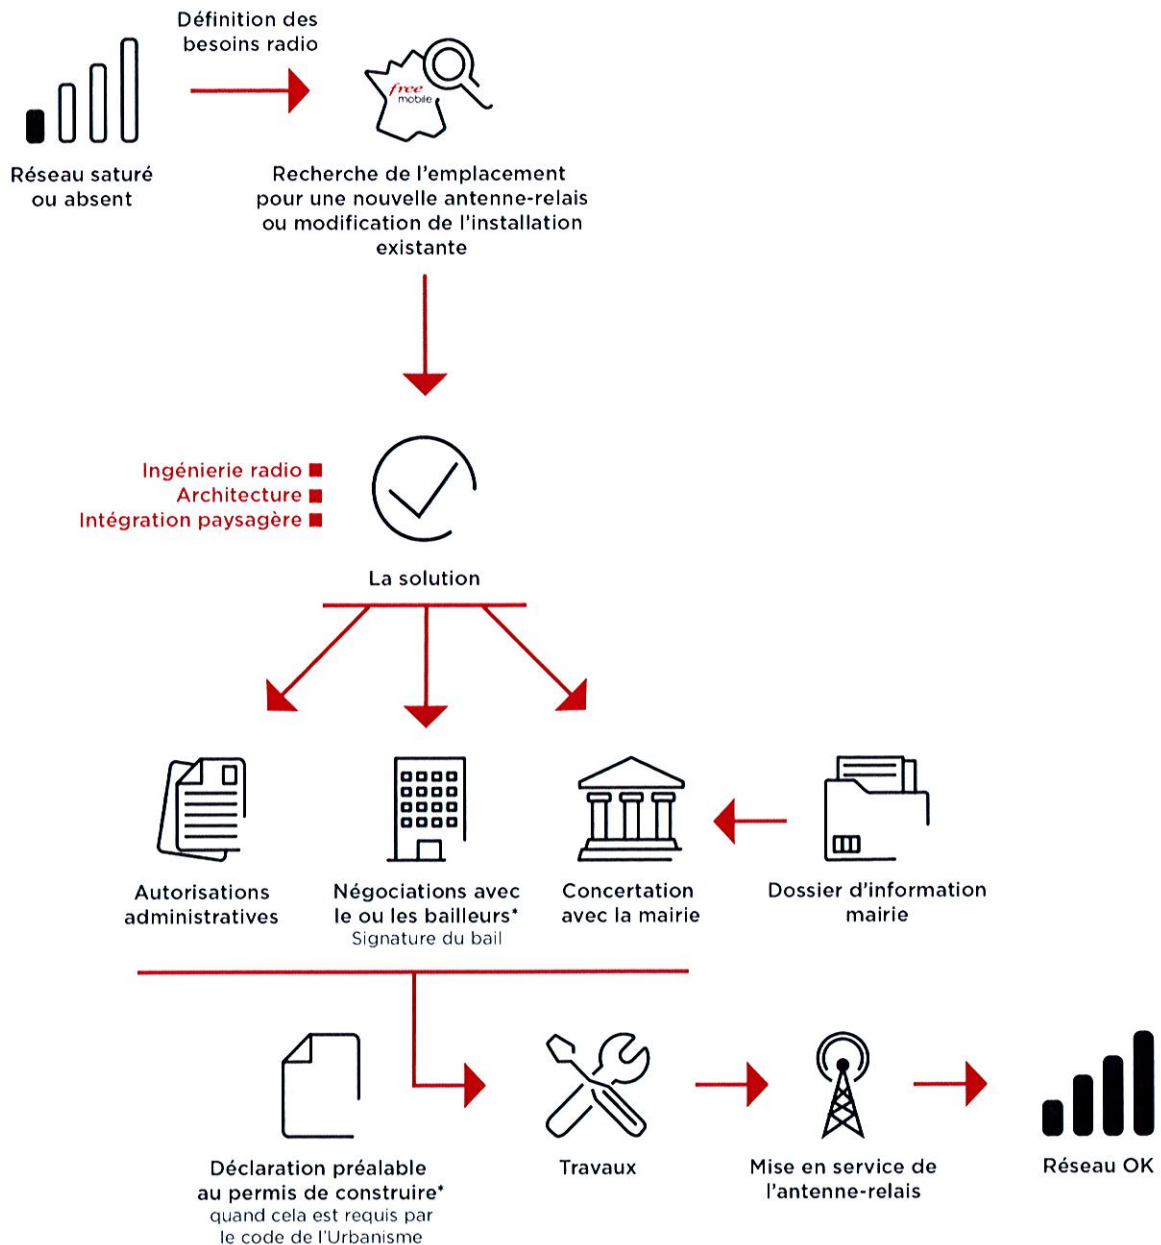 Définition des
besoins radio
free
mobile
Réseau saturé
ou absent
Recherche de l'emplacement
pour une nouvelle antenne-relais
ou modification de l'installation
existante
Ingénierie radio
Architecture
Intégration paysagère
La solution
Autorisations
administratives
Négociations avec
le ou les bailleurs*
Signature du bail
Concertation
avec la mairie
Dossier d'information
mairie
Déclaration préalable
au permis de construire*
quand cela est requis par
le code de l'Urbanisme
Travaux
Mise en service de
l'antenne-relais
Réseau OK